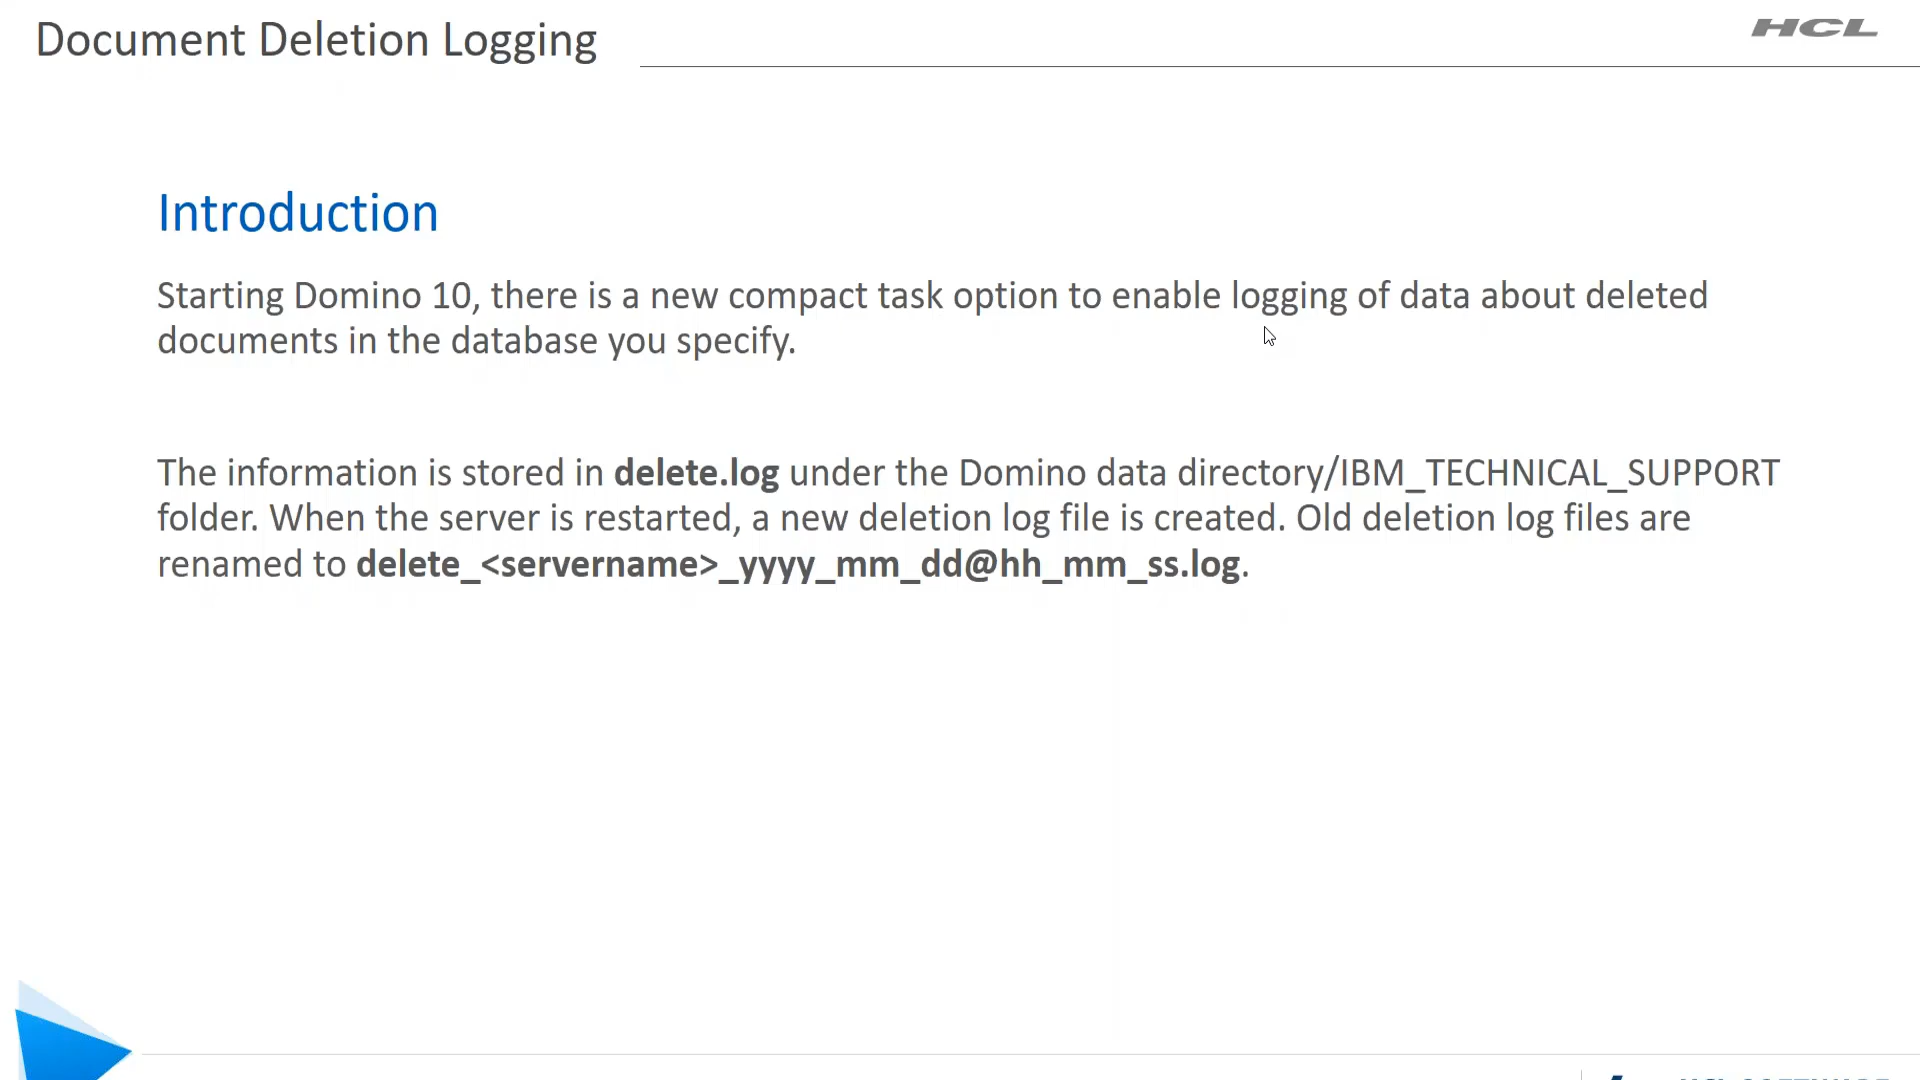 Document Deletion Logging
HCL
Introduction
Starting Domino 10, there is a new compact task option to enable logging of data about deleted
documents in the database you specify.
The information is stored in delete.log under the Domino data directory/IBM_TECHNICAL_SUPPORT
folder. When the server is restarted, a new deletion log file is created. Old deletion log files are
renamed to delete_<servername>_yyyy_mm_dd@hh_mm_ss.log.